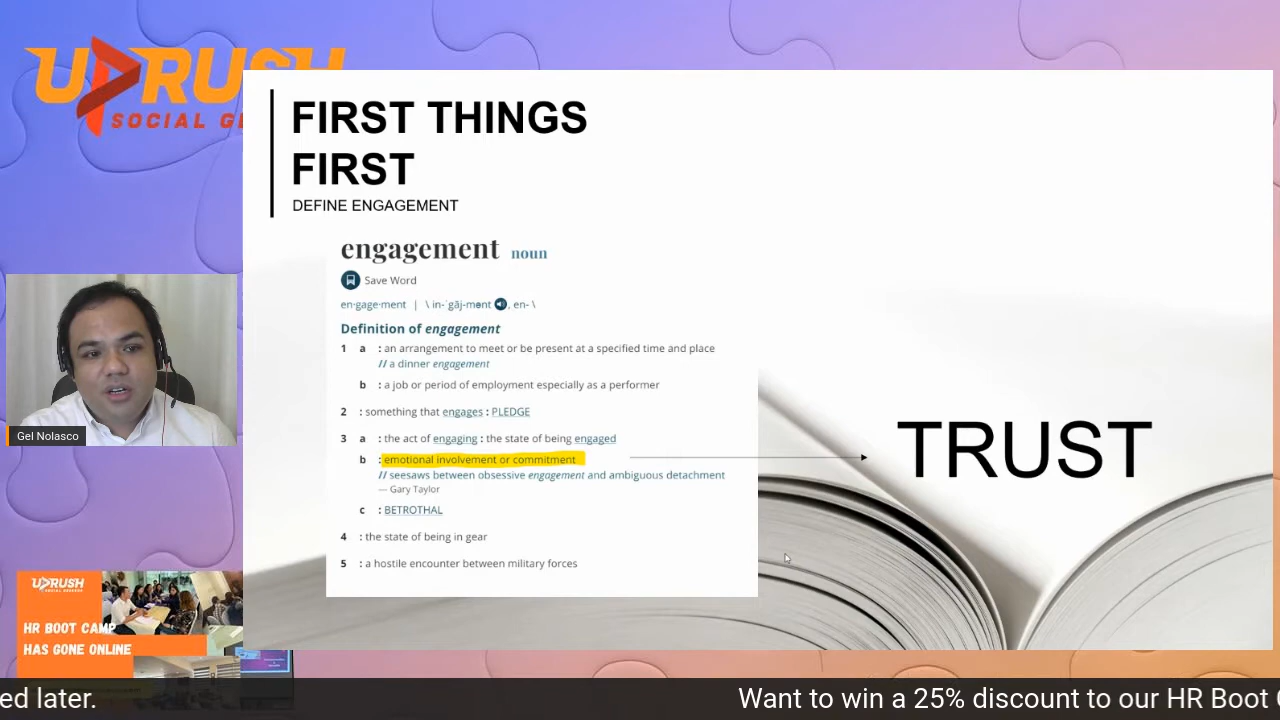 UPRUSH
SOCIAL GE
FIRST THINGS
FIRST
DEFINE ENGAGEMENT
engagement noun
Save Word
en·gage·ment | \ in-ˈgāj-mənt , en- \
Definition of engagement
1 a : an arrangement to meet or be present at a specified time and place
// a dinner engagement
b : a job or period of employment especially as a performer
2 : something that engages : PLEDGE
3 a : the act of engaging : the state of being engaged
b : emotional involvement or commitment
// seesaws between obsessive engagement and ambiguous detachment
— Gary Taylor
c : BETROTHAL
4 : the state of being in gear
5 : a hostile encounter between military forces
TRUST
Gel Nolasco
UPRUSH
HR BOOT CAMP
HAS GONE ONLINE
ed later.
Want to win a 25% discount to our HR Boot